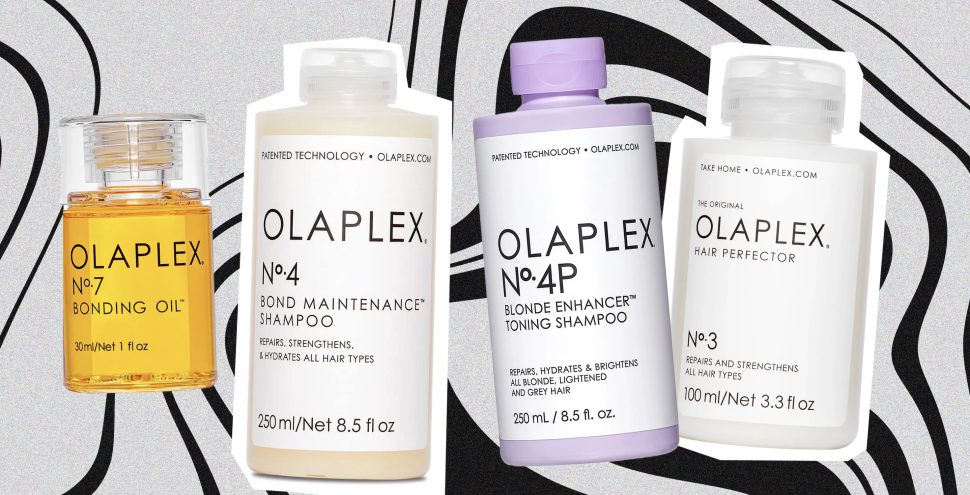 OLAPLEX.
Nº.7
BONDING OIL™
30 ml/Net 1 fl oz
PATENTED TECHNOLOGY • OLAPLEX.COM
OLAPLEX.
Nº.4
BOND MAINTENANCE™
SHAMPOO
REPAIRS, STRENGTHENS,
& HYDRATES ALL HAIR TYPES
250 ml/Net 8.5 fl oz
PATENTED TECHNOLOGY • OLAPLEX.COM
OLAPLEX
Nº.4P
BLONDE ENHANCER™
TONING SHAMPOO
REPAIRS, HYDRATES & BRIGHTENS
ALL BLONDE, LIGHTENED
AND GREY HAIR
250 mL / 8.5 fl. oz.
TAKE HOME • OLAPLEX.COM
THE ORIGINAL
OLAPLEX.
HAIR PERFECTOR
Nº.3
REPAIRS AND STRENGTHENS
ALL HAIR TYPES
100 ml/Net 3.3 fl oz